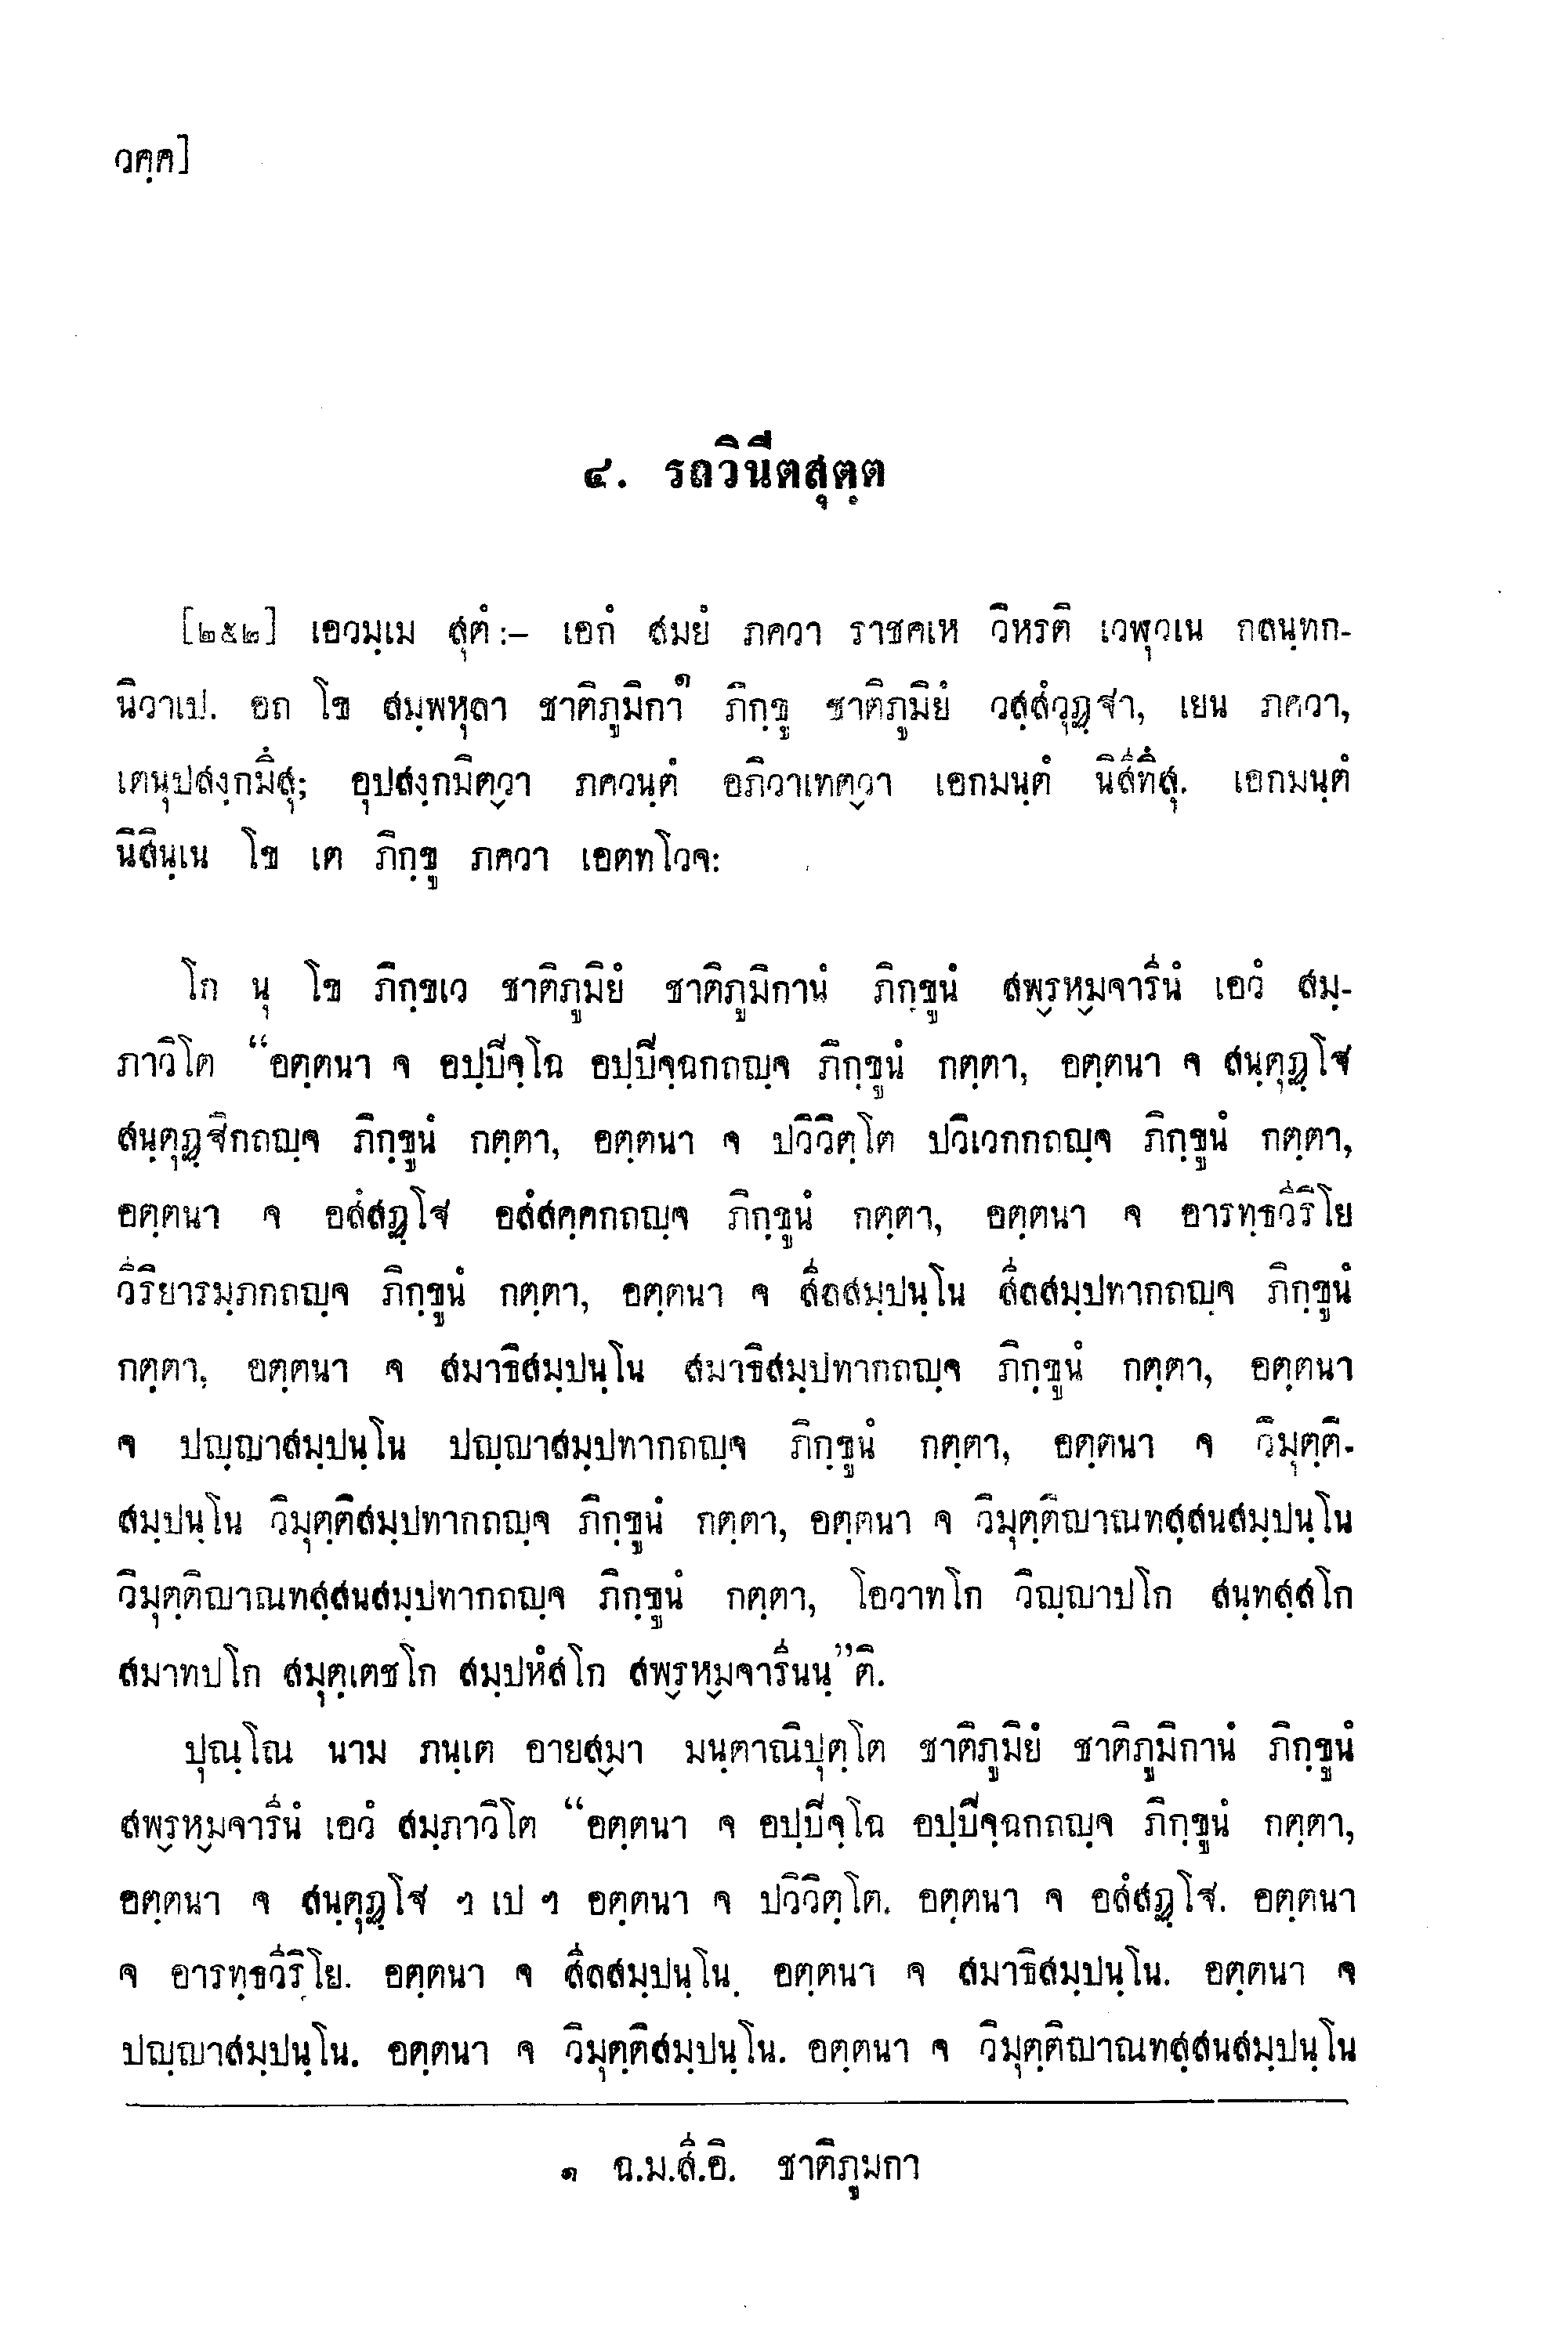 วคฺค]
๔. รถวินีตสุตฺต
[๒๕๒] เอวมฺเม สุตํ :– เอกํ สมยํ ภควา ราชคเห วิหรติ เวฬุวเน กลนฺทก-
นิวาเป. อถ โข สมฺพหุลา ชาติภูมิกา๑ ภิกฺขู ชาติภูมิยํ วสฺสํวุฏฺฐา, เยน ภควา,
เตนุปสงฺกมึสุ; อุปสงฺกมิตฺวา ภควนฺตํ อภิวาเทตฺวา เอกมนฺตํ นิสีทึสุ. เอกมนฺตํ
นิสินฺเน โข เต ภิกฺขู ภควา เอตทโวจ:
โก นุ โข ภิกฺขเว ชาติภูมิยํ ชาติภูมิกานํ ภิกฺขูนํ สพฺรหฺมจารีนํ เอวํ สมฺ-
ภาวิโต “อตฺตนา จ อปฺปิจฺโฉ อปฺปิจฺฉกถญฺจ ภิกฺขูนํ กตฺตา, อตฺตนา จ สนฺตุฏฺโฐ
สนฺตุฏฺฐิกถญฺจ ภิกฺขูนํ กตฺตา, อตฺตนา จ ปวิวิตฺโต ปวิเวกกถญฺจ ภิกฺขูนํ กตฺตา,
อตฺตนา จ อสํสฏฺโฐ อสํสคฺคกถญฺจ ภิกฺขูนํ กตฺตา, อตฺตนา จ อารทฺธวีริโย
วีริยารมฺภกถญฺจ ภิกฺขูนํ กตฺตา, อตฺตนา จ สีลสมฺปนฺโน สีลสมฺปทากถญฺจ ภิกฺขูนํ
กตฺตา, อตฺตนา จ สมาธิสมฺปนฺโน สมาธิสมฺปทากถญฺจ ภิกฺขูนํ กตฺตา, อตฺตนา
จ ปญฺญาสมฺปนฺโน ปญฺญาสมฺปทากถญฺจ ภิกฺขูนํ กตฺตา, อตฺตนา จ วิมุตฺติ-
สมฺปนฺโน วิมุตฺติสมฺปทากถญฺจ ภิกฺขูนํ กตฺตา, อตฺตนา จ วิมุตฺติญาณทสฺสนสมฺปนฺโน
วิมุตฺติญาณทสฺสนสมฺปทากถญฺจ ภิกฺขูนํ กตฺตา, โอวาทโก วิญฺญาปโก สนฺทสฺสโก
สมาทปโก สมุตฺเตชโก สมฺปหํสโก สพฺรหฺมจารีนนฺ”ติ.
ปุณฺโณ นาม ภนฺเต อายสฺมา มนฺตาณิปุตฺโต ชาติภูมิยํ ชาติภูมิกานํ ภิกฺขูนํ
สพฺรหฺมจารีนํ เอวํ สมฺภาวิโต “อตฺตนา จ อปฺปิจฺโฉ อปฺปิจฺฉกถญฺจ ภิกฺขูนํ กตฺตา,
อตฺตนา จ สนฺตุฏฺโฐ ฯ เป ฯ อตฺตนา จ ปวิวิตฺโต. อตฺตนา จ อสํสฏฺโฐ. อตฺตนา
จ อารทฺธวีริโย. อตฺตนา จ สีลสมฺปนฺโน. อตฺตนา จ สมาธิสมฺปนฺโน. อตฺตนา จ
ปญฺญาสมฺปนฺโน. อตฺตนา จ วิมุตฺติสมฺปนฺโน. อตฺตนา จ วิมุตฺติญาณทสฺสนสมฺปนฺโน
๑ ฉ.ม.สี.อิ. ชาติภูมกา